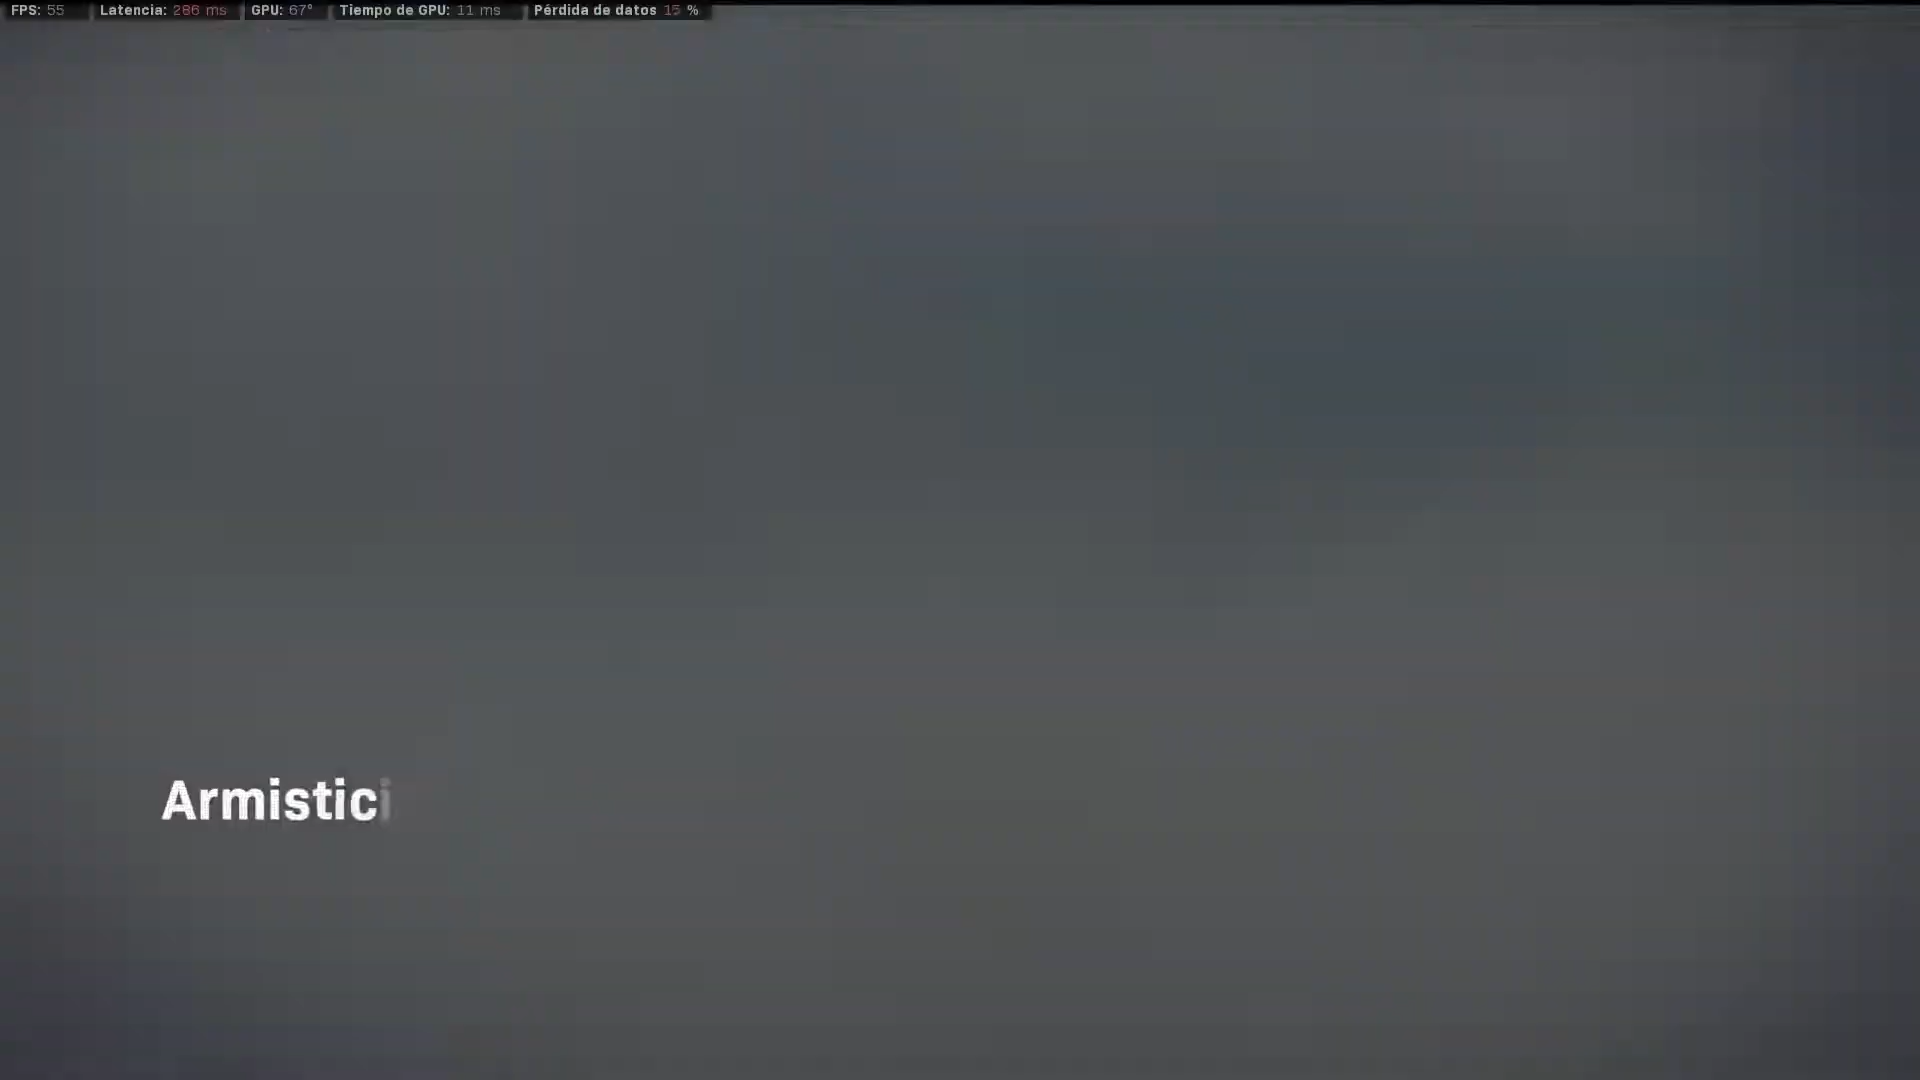 FPS: 55 Latencia: 286 ms GPU: 67° Tiempo de GPU: 11 ms Pérdida de datos 15 %
Armistici